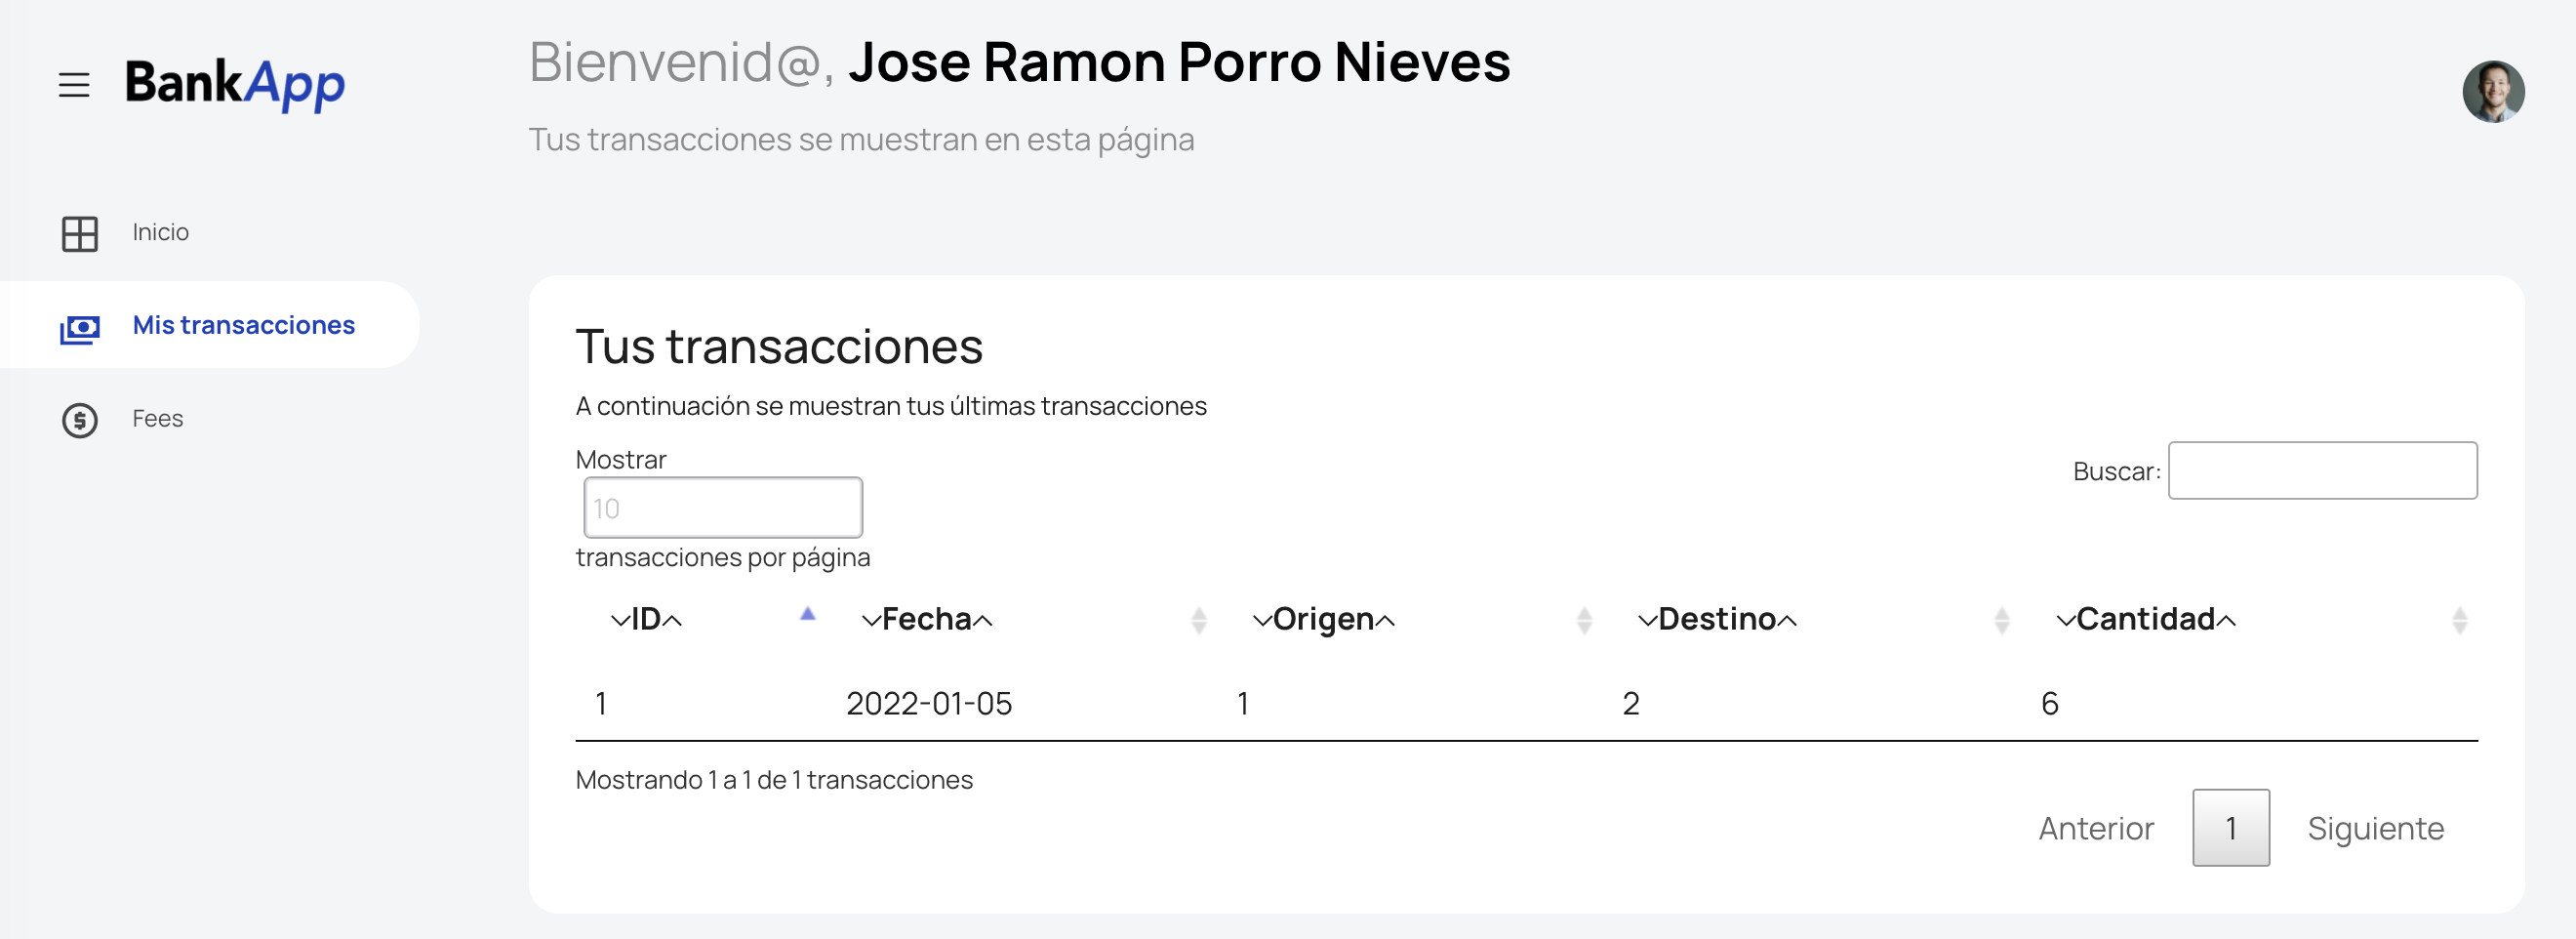 BankApp
Bienvenid@, Jose Ramon Porro Nieves
Tus transacciones se muestran en esta página
Inicio
Mis transacciones
Fees
Tus transacciones
A continuación se muestran tus últimas transacciones
Mostrar
10
transacciones por página
Buscar:
ID Fecha Origen Destino Cantidad
1 2022-01-05 1 2 6
Mostrando 1 a 1 de 1 transacciones
Anterior 1 Siguiente